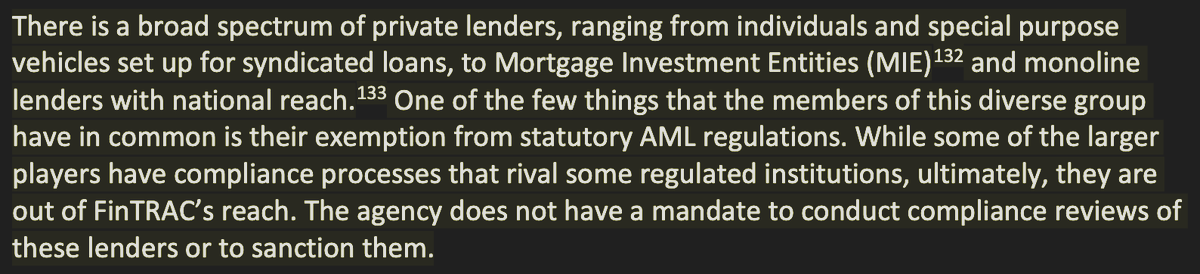 There is a broad spectrum of private lenders, ranging from individuals and special purpose
vehicles set up for syndicated loans, to Mortgage Investment Entities (MIE)132 and monoline
lenders with national reach.133 One of the few things that the members of this diverse group
have in common is their exemption from statutory AML regulations. While some of the larger
players have compliance processes that rival some regulated institutions, ultimately, they are
out of FinTRAC’s reach. The agency does not have a mandate to conduct compliance reviews of
these lenders or to sanction them.